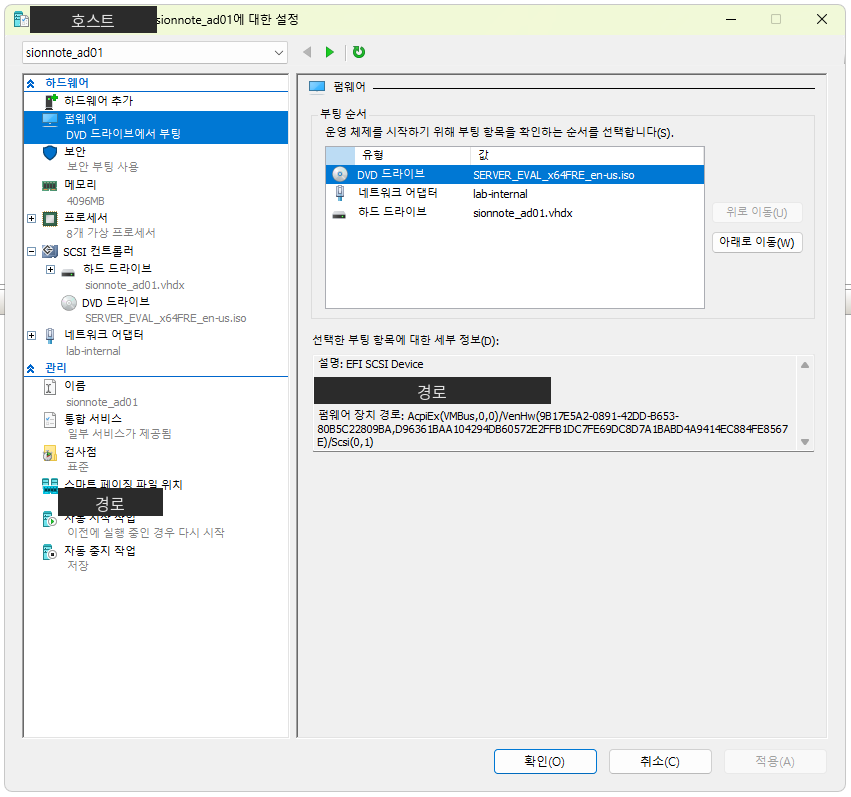 호스트 sionnote_ad01에 대한 설정
sionnote_ad01
하드웨어
하드웨어 추가
펌웨어
DVD 드라이브에서 부팅
보안
보안 부팅 사용
메모리
4096MB
프로세서
8개 가상 프로세서
SCSI 컨트롤러
하드 드라이브
sionnote_ad01.vhdx
DVD 드라이브
SERVER_EVAL_x64FRE_en-us.iso
네트워크 어댑터
lab-internal
관리
이름
sionnote_ad01
통합 서비스
일부 서비스가 제공됨
검사점
표준
스마트 페이징 파일 위치
경로
자동 시작 작업
이전에 실행 중인 경우 다시 시작
자동 중지 작업
저장
펌웨어
부팅 순서
운영 체제를 시작하기 위해 부팅 항목을 확인하는 순서를 선택합니다(S).
유형 값
DVD 드라이브 SERVER_EVAL_x64FRE_en-us.iso
네트워크 어댑터 lab-internal
하드 드라이브 sionnote_ad01.vhdx
위로 이동(U)
아래로 이동(W)
선택한 부팅 항목에 대한 세부 정보(D):
설명: EFI SCSI Device
경로
펌웨어 장치 경로: AcpiEx(VMBus,0,0)/VenHw(9B17E5A2-0891-42DD-B653-
80B5C22809BA,D96361BAA104294DB60572E2FFB1DC7FE69DC8D7A1BABD4A9414EC884FE8567
E)/Scsi(0,1)
확인(O) 취소(C) 적용(A)